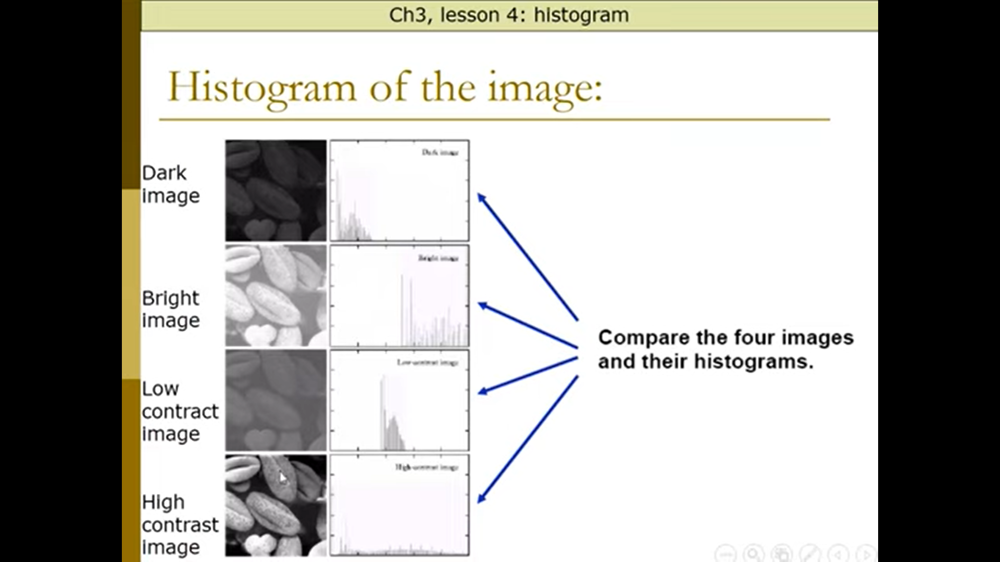 Ch3, lesson 4: histogram
Histogram of the image:
Dark
image
Dark image
Bright
image
Bright image
Low
contract
image
Low-contrast image
High
contrast
image
High-contrast image
Compare the four images
and their histograms.